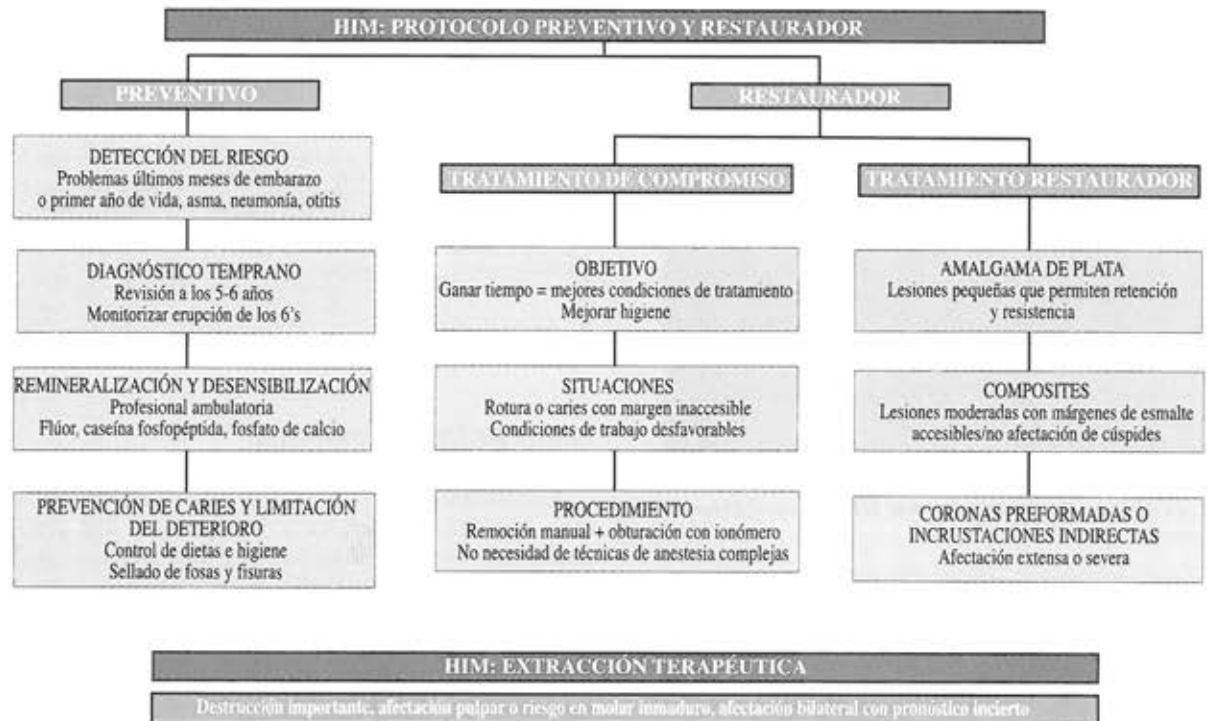 HIM: PROTOCOLO PREVENTIVO Y RESTAURADOR
PREVENTIVO
DETECCIÓN DEL RIESGO
Problemas últimos meses de embarazo
o primer año de vida, asma, neumonía, otitis
DIAGNÓSTICO TEMPRANO
Revisión a los 5-6 años
Monitorizar erupción de los 6's
REMINERALIZACIÓN Y DESENSIBILIZACIÓN
Profesional ambulatoria
Flúor, caseína fosfopéptida, fosfato de calcio
PREVENCIÓN DE CARIES Y LIMITACIÓN
DEL DETERIORO
Control de dietas e higiene
Sellado de fosas y fisuras
RESTAURADOR
TRATAMIENTO DE COMPROMISO
OBJETIVO
Ganar tiempo = mejores condiciones de tratamiento
Mejorar higiene
SITUACIONES
Rotura o caries con margen inaccesible
Condiciones de trabajo desfavorables
PROCEDIMIENTO
Remoción manual + obturación con ionómero
No necesidad de técnicas de anestesia complejas
TRATAMIENTO RESTAURADOR
AMALGAMA DE PLATA
Lesiones pequeñas que permiten retención
y resistencia
COMPOSITES
Lesiones moderadas con márgenes de esmalte
accesibles/no afectación de cúspides
CORONAS PREFORMADAS O
INCRUSTACIONES INDIRECTAS
Afectación extensa o severa
HIM: EXTRACCIÓN TERAPÉUTICA
Destrucción importante, afectación pulpar o riesgo en molar inmaduro, afectación bilateral con pronóstico incierto